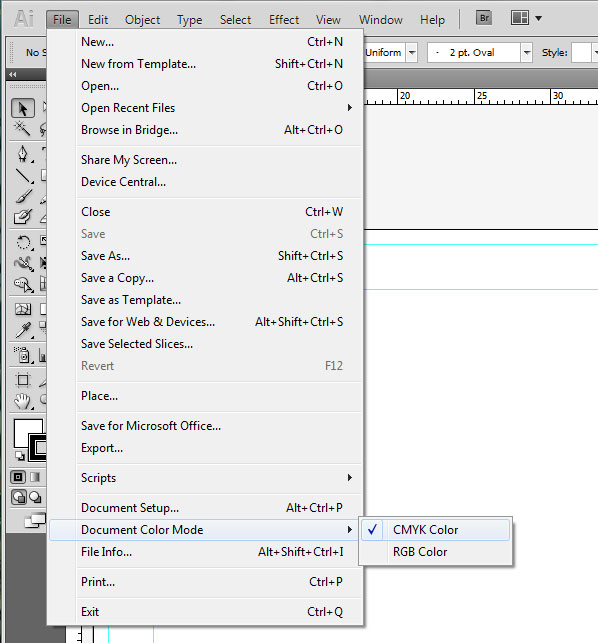 Ai File Edit Object Type Select Effect View Window Help Br
No S Uniform - 2 pt. Oval Style:
20 25 30
New... Ctrl+N
New from Template... Shift+Ctrl+N
Open... Ctrl+O
Open Recent Files
Browse in Bridge... Alt+Ctrl+O
Share My Screen...
Device Central...
Close Ctrl+W
Save Ctrl+S
Save As... Shift+Ctrl+S
Save a Copy... Alt+Ctrl+S
Save as Template...
Save for Web & Devices... Alt+Shift+Ctrl+S
Save Selected Slices...
Revert F12
Place...
Save for Microsoft Office...
Export...
Scripts
Document Setup... Alt+Ctrl+P
Document Color Mode CMYK Color
File Info... Alt+Shift+Ctrl+I RGB Color
Print... Ctrl+P
Exit Ctrl+Q